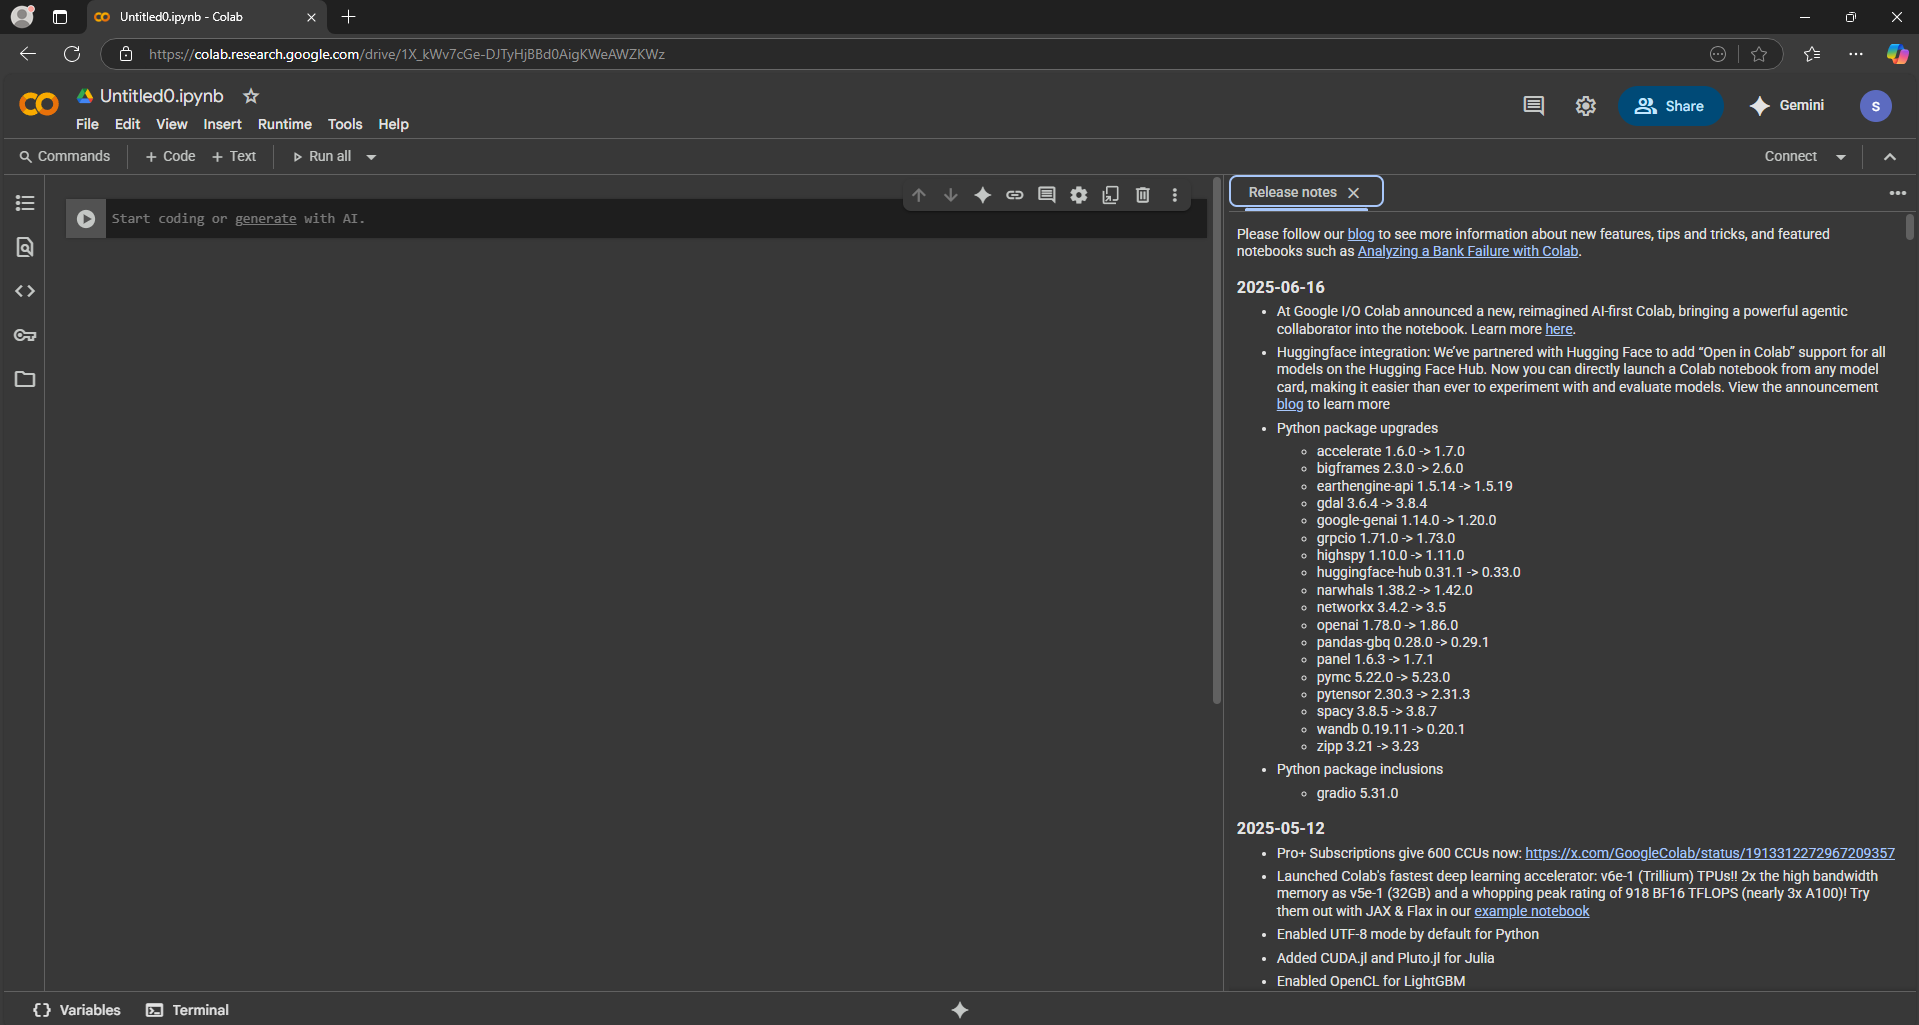 Untitled0.ipynb - Colab
https://colab.research.google.com/drive/1X_kWv7cGe-DJTyHjBBd0AigKWeAWZKWz
Untitled0.ipynb
Share
Gemini
S
File Edit View Insert Runtime Tools Help
Commands + Code + Text Run all
Connect
Start coding or generate with AI.
Release notes
Please follow our blog to see more information about new features, tips and tricks, and featured
notebooks such as Analyzing a Bank Failure with Colab.
2025-06-16
• At Google I/O Colab announced a new, reimagined AI-first Colab, bringing a powerful agentic
collaborator into the notebook. Learn more here.
• Huggingface integration: We've partnered with Hugging Face to add “Open in Colab” support for all
models on the Hugging Face Hub. Now you can directly launch a Colab notebook from any model
card, making it easier than ever to experiment with and evaluate models. View the announcement
blog to learn more
• Python package upgrades
◦ accelerate 1.6.0 -> 1.7.0
◦ bigframes 2.3.0 -> 2.6.0
◦ earthengine-api 1.5.14 -> 1.5.19
◦ gdal 3.6.4 -> 3.8.4
◦ google-genai 1.14.0 -> 1.20.0
◦ grpcio 1.71.0 -> 1.73.0
◦ highspy 1.10.0 -> 1.11.0
◦ huggingface-hub 0.31.1 -> 0.33.0
◦ narwhals 1.38.2 -> 1.42.0
◦ networkx 3.4.2 -> 3.5
◦ openai 1.78.0 -> 1.86.0
◦ pandas-gbq 0.28.0 -> 0.29.1
◦ panel 1.6.3 -> 1.7.1
◦ pymc 5.22.0 -> 5.23.0
◦ pytensor 2.30.3 -> 2.31.3
◦ spacy 3.8.5 -> 3.8.7
◦ wandb 0.19.11 -> 0.20.1
◦ zipp 3.21 -> 3.23
• Python package inclusions
◦ gradio 5.31.0
2025-05-12
• Pro+ Subscriptions give 600 CCUs now: https://x.com/GoogleColab/status/1913312272967209357
• Launched Colab's fastest deep learning accelerator: v6e-1 (Trillium) TPUs!! 2x the high bandwidth
memory as v5e-1 (32GB) and a whopping peak rating of 918 BF16 TFLOPS (nearly 3x A100)! Try
them out with JAX & Flax in our example notebook
• Enabled UTF-8 mode by default for Python
• Added CUDA.jl and Pluto.jl for Julia
• Enabled OpenCL for LightGBM
Variables Terminal